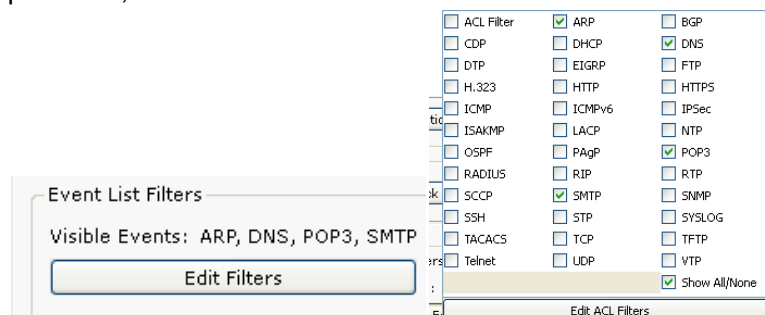 ACL Filter ARP BGP
CDP DHCP DNS
DTP EIGRP FTP
H.323 HTTP HTTPS
ICMP ICMPv6 IPSec
ISAKMP LACP NTP
OSPF PAgP POP3
RADIUS RIP RTP
SCCP SMTP SNMP
SSH STP SYSLOG
TACACS TCP TFTP
Telnet UDP VTP
Show All/None
Edit ACL Filters
Event List Filters
Visible Events: ARP, DNS, POP3, SMTP
Edit Filters